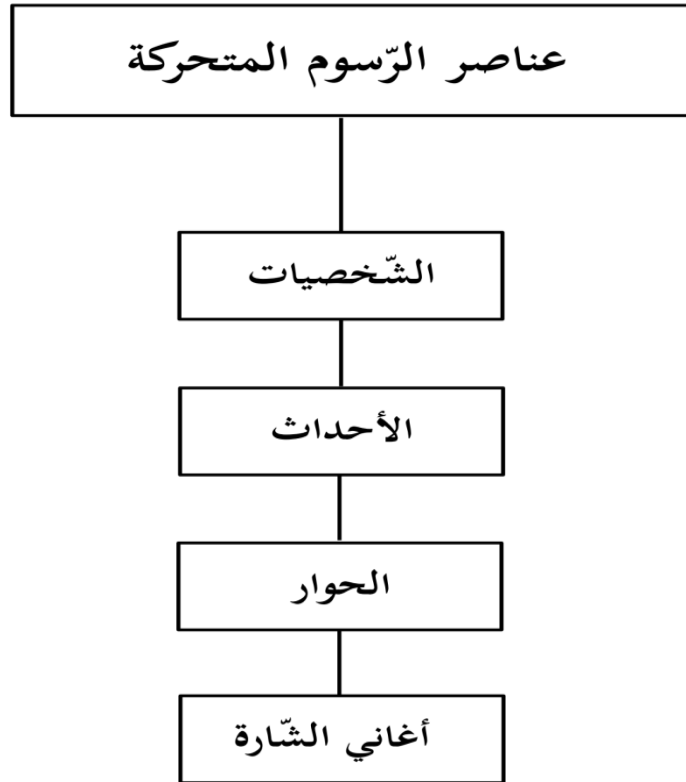 عناصر الرّسوم المتحركة
الشّخصيات
الأحداث
الحوار
أغاني الشّارة